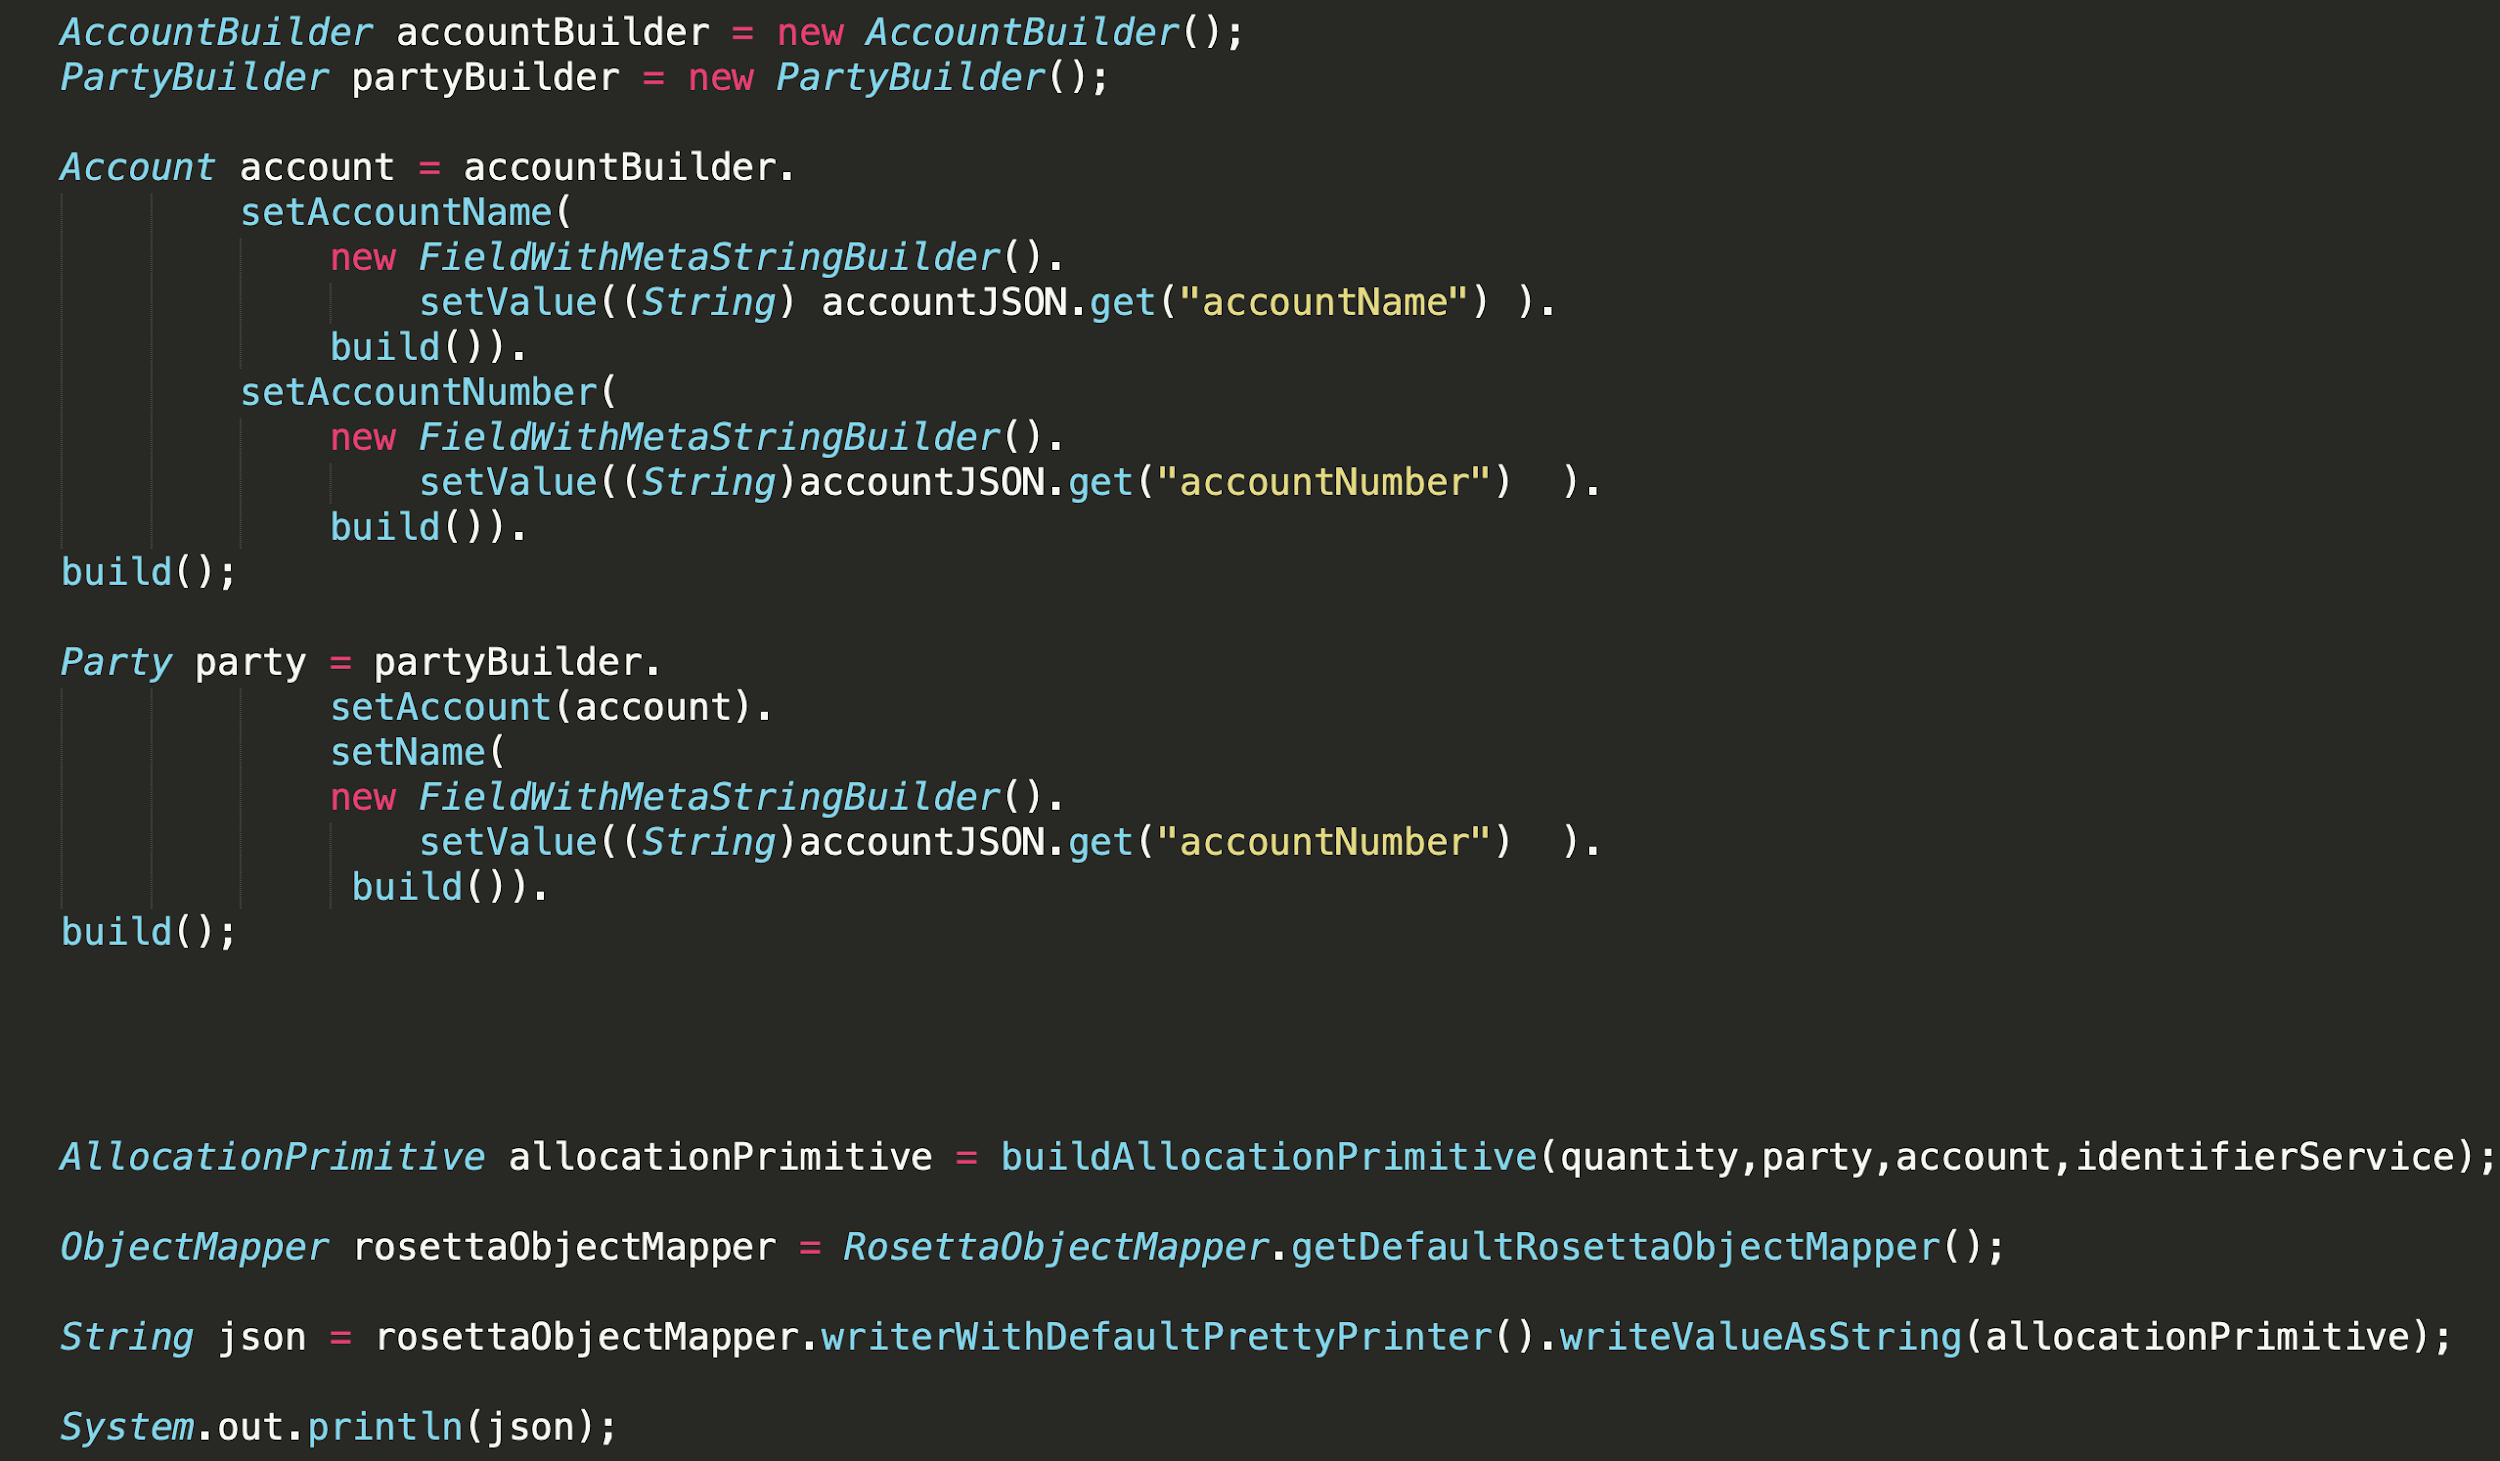 AccountBuilder accountBuilder = new AccountBuilder();
PartyBuilder partyBuilder = new PartyBuilder();
Account account = accountBuilder.
setAccountName(
new FieldWithMetaStringBuilder().
setValue((String) accountJSON.get("accountName") ).
build()).
setAccountNumber(
new FieldWithMetaStringBuilder().
setValue((String)accountJSON.get("accountNumber")  ).
build()).
build();
Party party = partyBuilder.
setAccount(account).
setName(
new FieldWithMetaStringBuilder().
setValue((String)accountJSON.get("accountNumber")  ).
build()).
build();
AllocationPrimitive allocationPrimitive = buildAllocationPrimitive(quantity,party,account,identifierService);
ObjectMapper rosettaObjectMapper = RosettaObjectMapper.getDefaultRosettaObjectMapper();
String json = rosettaObjectMapper.writerWithDefaultPrettyPrinter().writeValueAsString(allocationPrimitive);
System.out.println(json);